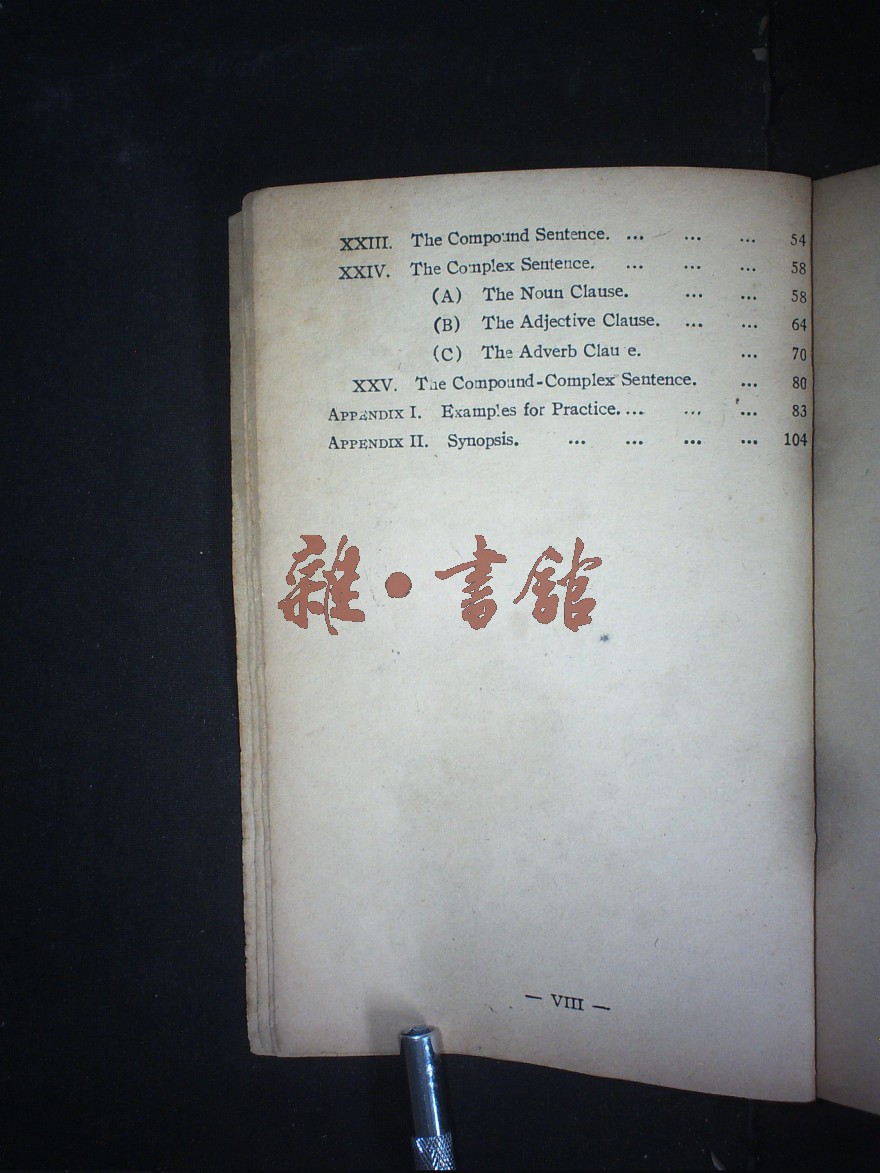 XXIII. The Compound Sentence. ... ... ... 54
XXIV. The Complex Sentence. ... ... ... 58
(A) The Noun Clause. ... ... 58
(B) The Adjective Clause. ... ... 64
(C) The Adverb Clau e. ... 70
XXV. The Compound-Complex Sentence. ... 80
APPENDIX I. Examples for Practice. ... ... ... 83
APPENDIX II. Synopsis. ... ... ... ... 104
雜·書館
— VIII —